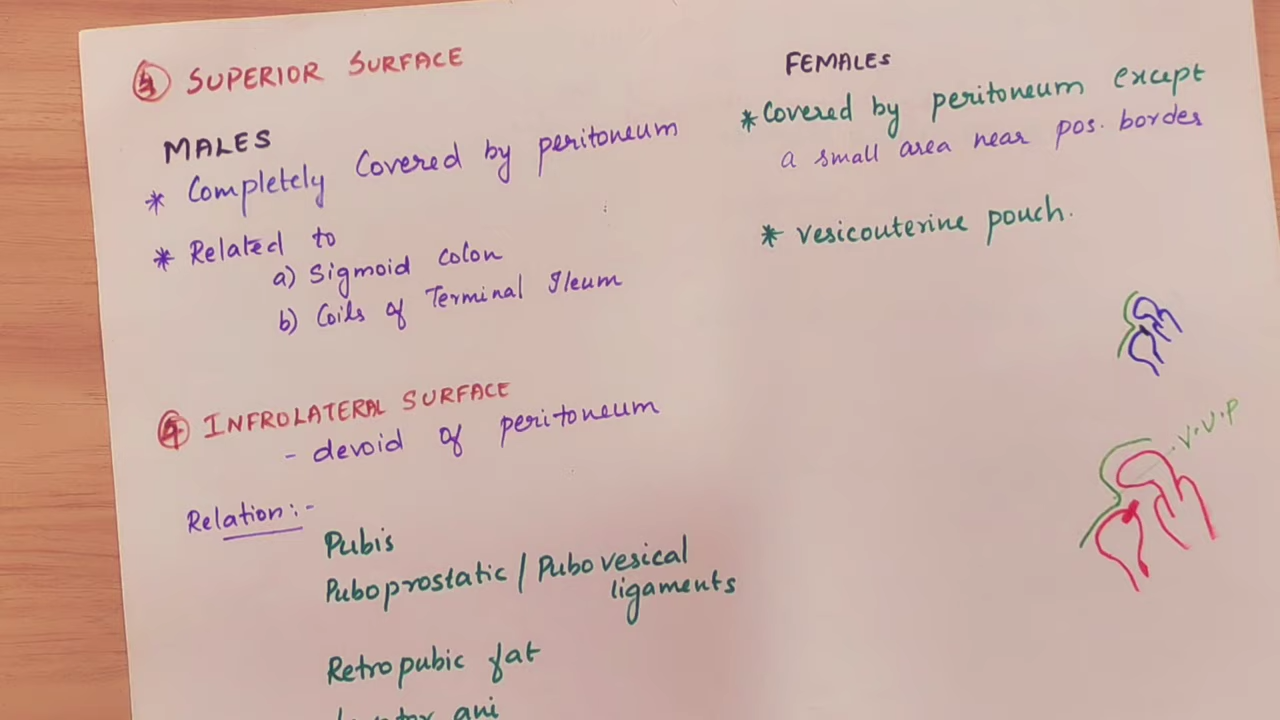 3 SUPERIOR SURFACE
MALES
* Completely Covered by peritoneum
* Related to
a) Sigmoid colon
b) Coils of Terminal Ileum
FEMALES
* Covered by peritoneum except
a small area near pos. border
* vesicouterine pouch.
V.U.P
4 INFROLATERAL SURFACE
- devoid of peritoneum
Relation:-
Pubis
Puboprostatic / Pubovesical
ligaments
Retropubic fat
ani